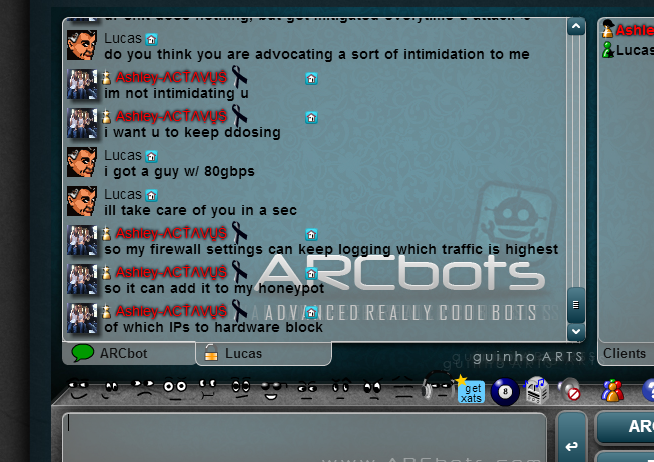 Lucas
do you think you are advocating a sort of intimidation to me
Ashley-ACTAVUS
im not intimidating u
Ashley-ACTAVUS
i want u to keep ddosing
Lucas
i got a guy w/ 80gbps
Lucas
ill take care of you in a sec
Ashley-ACTAVUS
so my firewall settings can keep logging which traffic is highest
Ashley-ACTAVUS
so it can add it to my honeypot
Ashley-ACTAVUS
of which IPs to hardware block
ARCbots
ADVANCED REALLY COOL BOTS
ARCbot
Lucas
guinho ARTS
Ashle
Lucas
Clients
get
xats
8
www.ARCbots.com
AR